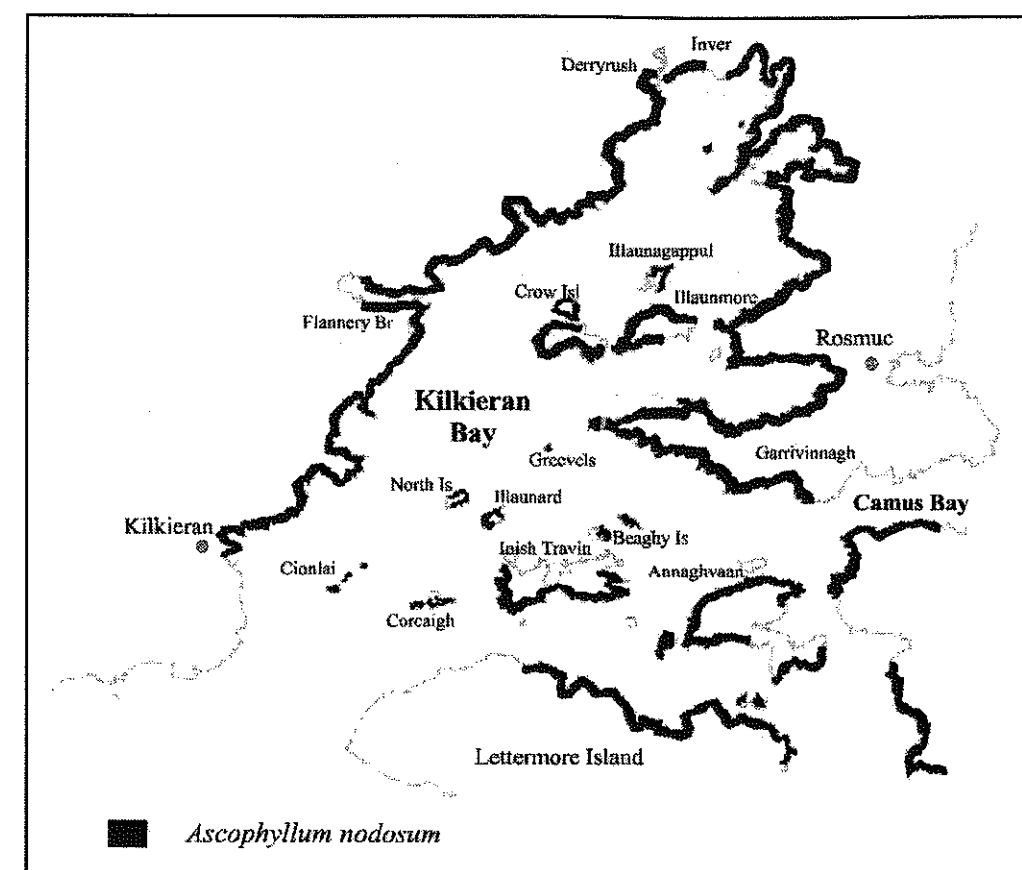 Inver
Derryrush
Illaunagappul
Crow Isl
Illaunmore
Flannery Br
Rosmuc
Kilkieran
Bay
Greevels
Garrivinnagh
North Is
Illaunard
Camus Bay
Kilkieran
Beaghy Is
Inish Travin
Cionlai
Annaghvaan
Corcaigh
Lettermore Island
Ascophyllum nodosum